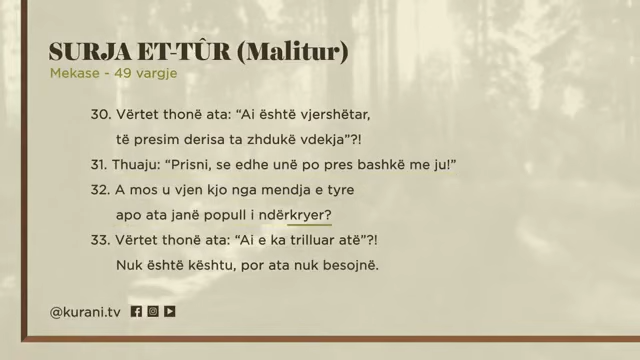 SURJA ET-TÛR (Malitur)
Mekase - 49 vargje
30. Vërtet thonë ata: “Ai është vjershëtar,
të presim derisa ta zhdukë vdekja”?!
31. Thuaju: “Prisni, se edhe unë po pres bashkë me ju!”
32. A mos u vjen kjo nga mendja e tyre
apo ata janë popull i ndërkryer?
33. Vërtet thonë ata: “Ai e ka trilluar atë”?!
Nuk është kështu, por ata nuk besojnë.
@kurani.tv